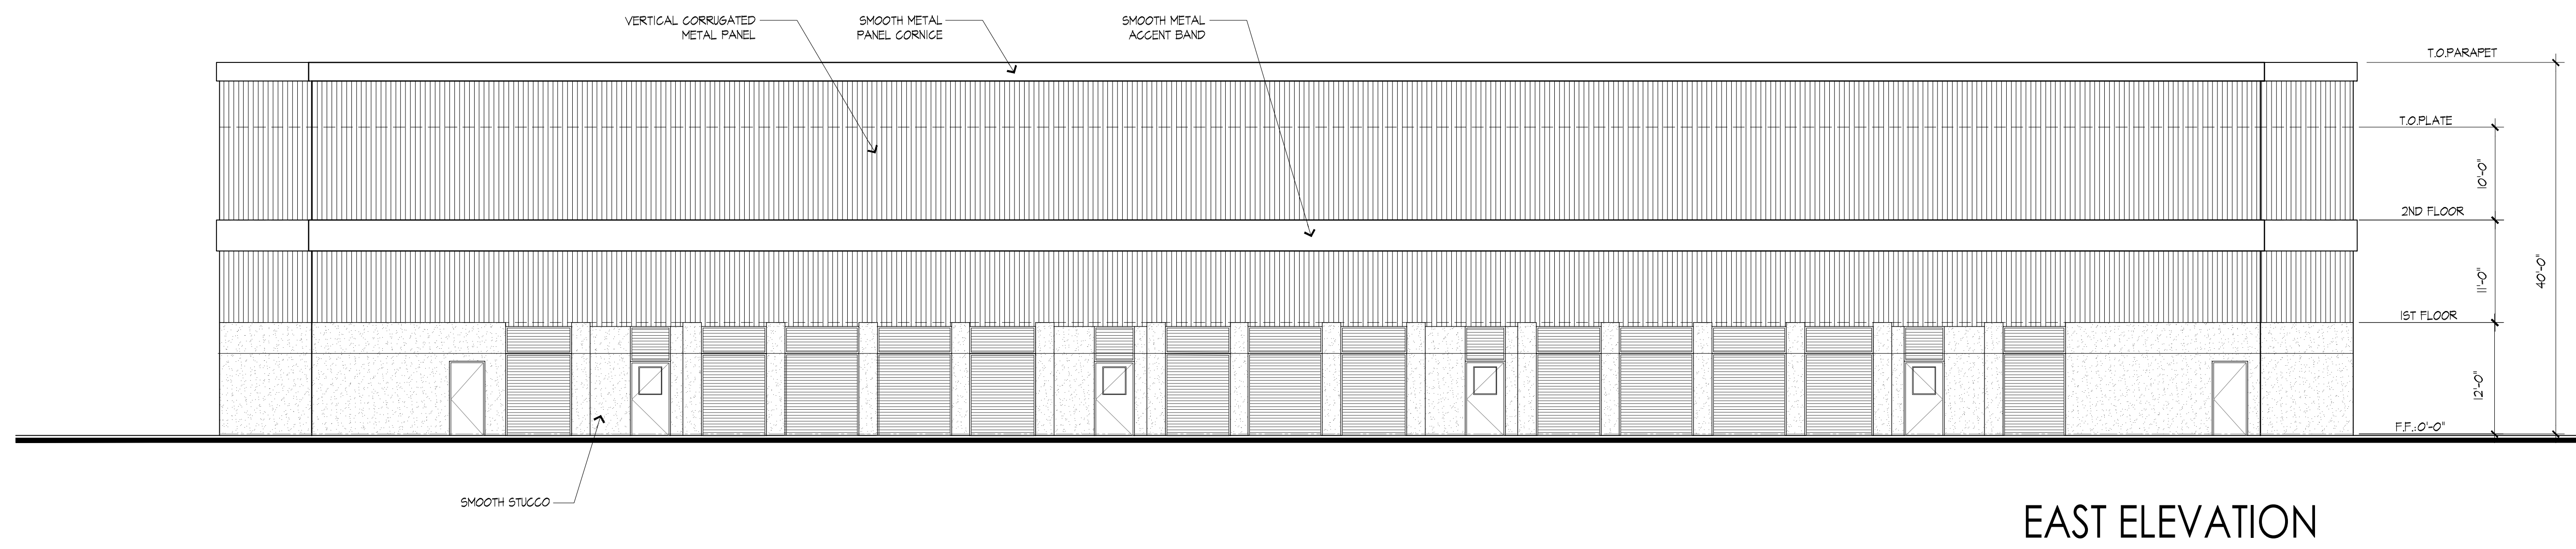 VERTICAL CORRUGATED
METAL PANEL
SMOOTH METAL
PANEL CORNICE
SMOOTH METAL
ACCENT BAND
T.O.PARAPET
T.O.PLATE
10'-0"
2ND FLOOR
11'-0"
40'-0"
1ST FLOOR
12'-0"
F.F.:0'-0"
SMOOTH STUCCO
EAST ELEVATION